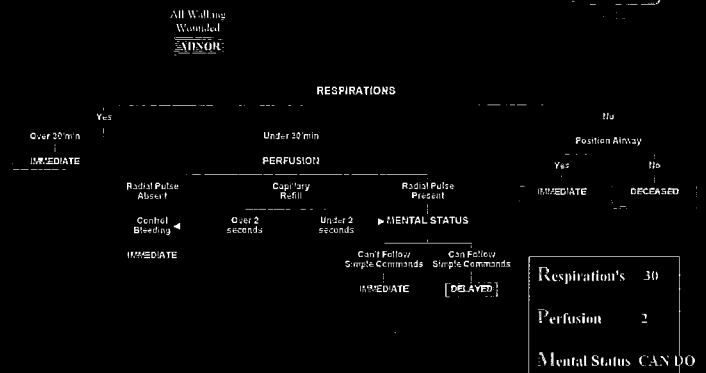 All Walking
Wounded
MINOR
RESPIRATIONS
Yes
No
Over 30/min
Under 30/min
Position Airway
IMMEDIATE
PERFUSION
Yes
No
Radial Pulse
Absent
Capillary
Refill
Radial Pulse
Present
IMMEDIATE
DECEASED
Control
Bleeding
Over 2
seconds
Under 2
seconds
MENTAL STATUS
IMMEDIATE
Can't Follow
Simple Commands
Can Follow
Simple Commands
IMMEDIATE
DELAYED
Respiration's 30
Perfusion 2
Mental Status CAN DO